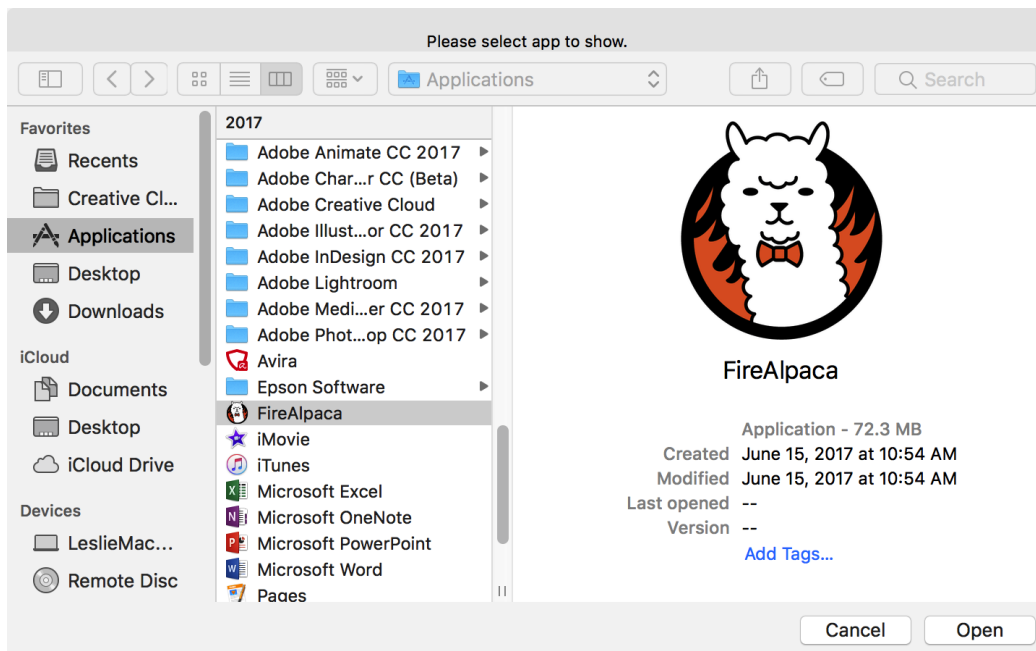 Please select app to show.
Applications
Search
Favorites
Recents
Creative Cl...
Applications
Desktop
Downloads
iCloud
Documents
Desktop
iCloud Drive
Devices
LeslieMac...
Remote Disc
2017
Adobe Animate CC 2017
Adobe Char...r CC (Beta)
Adobe Creative Cloud
Adobe Illust...or CC 2017
Adobe InDesign CC 2017
Adobe Lightroom
Adobe Medi...er CC 2017
Adobe Phot...op CC 2017
Avira
Epson Software
FireAlpaca
iMovie
iTunes
Microsoft Excel
Microsoft OneNote
Microsoft PowerPoint
Microsoft Word
Pages
FireAlpaca
Application - 72.3 MB
Created June 15, 2017 at 10:54 AM
Modified June 15, 2017 at 10:54 AM
Last opened --
Version --
Add Tags...
Cancel
Open